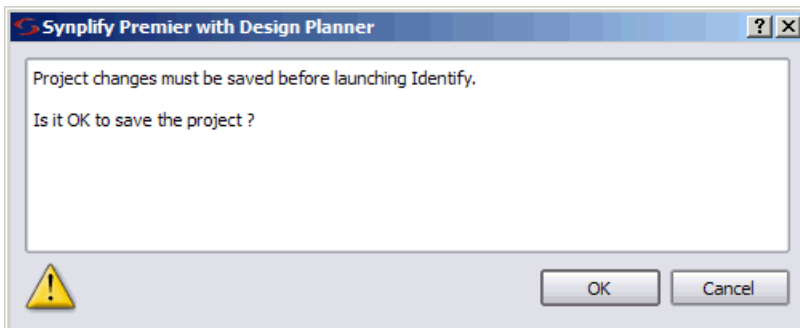 Synplify Premier with Design Planner
Project changes must be saved before launching Identify.
Is it OK to save the project ?
OK
Cancel